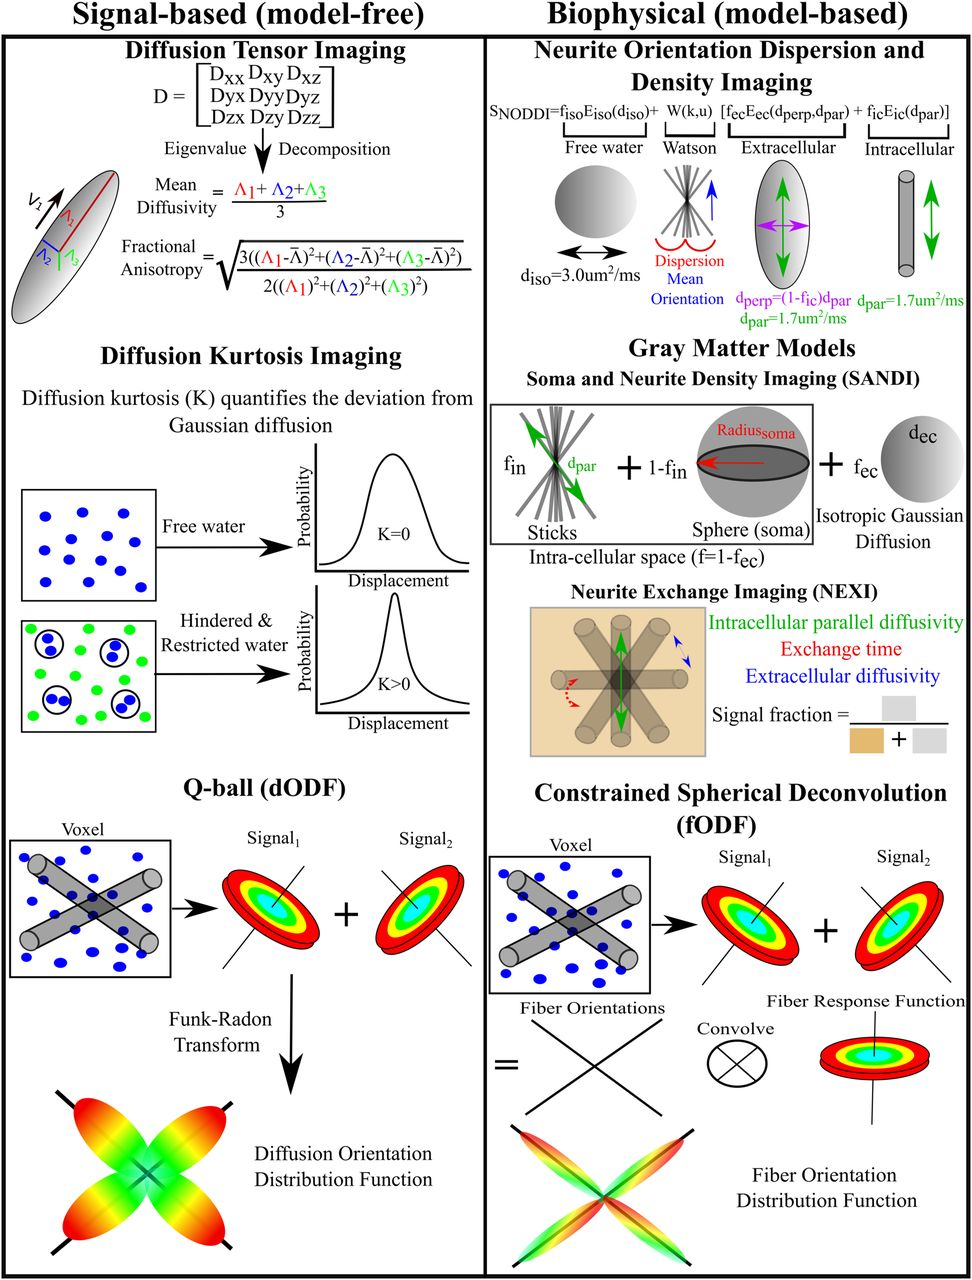 Signal-based (model-free)
Diffusion Tensor Imaging
D =
Dxx Dxy Dxz
Dyx Dyy Dyz
Dzx Dzy Dzz
Eigenvalue Decomposition
V1
Λ1
Λ2
Λ3
Mean Diffusivity = Λ1+ Λ2+Λ3
3
Fractional Anisotropy = √ 3((Λ1-Λ̄)²+(Λ2-Λ̄)²+(Λ3-Λ̄)²)
2((Λ1)²+(Λ2)²+(Λ3)²)
Diffusion Kurtosis Imaging
Diffusion kurtosis (K) quantifies the deviation from
Gaussian diffusion
Free water
Probability
K=0
Displacement
Hindered &
Restricted water
Probability
K>0
Displacement
Q-ball (dODF)
Voxel
Signal1
Signal2
+
Funk-Radon
Transform
Diffusion Orientation
Distribution Function
Biophysical (model-based)
Neurite Orientation Dispersion and
Density Imaging
SNODDI=fisoEiso(diso)+ W(k,u) [fecEec(dperp,dpar) + ficEic(dpar)]
Free water
Watson
Extracellular
Intracellular
diso=3.0um²/ms
Dispersion
Mean
Orientation
dperp=(1-fic)dpar
dpar=1.7um²/ms
dpar=1.7um²/ms
Gray Matter Models
Soma and Neurite Density Imaging (SANDI)
fin
dpar
+
1-fin
Radiussoma
+
fec
dec
Sticks
Sphere (soma)
Isotropic Gaussian
Diffusion
Intra-cellular space (f=1-fec)
Neurite Exchange Imaging (NEXI)
Intracellular parallel diffusivity
Exchange time
Extracellular diffusivity
Signal fraction =
+
Constrained Spherical Deconvolution
(fODF)
Voxel
Signal1
Signal2
+
Fiber Orientations
Fiber Response Function
=
Convolve
Fiber Orientation
Distribution Function